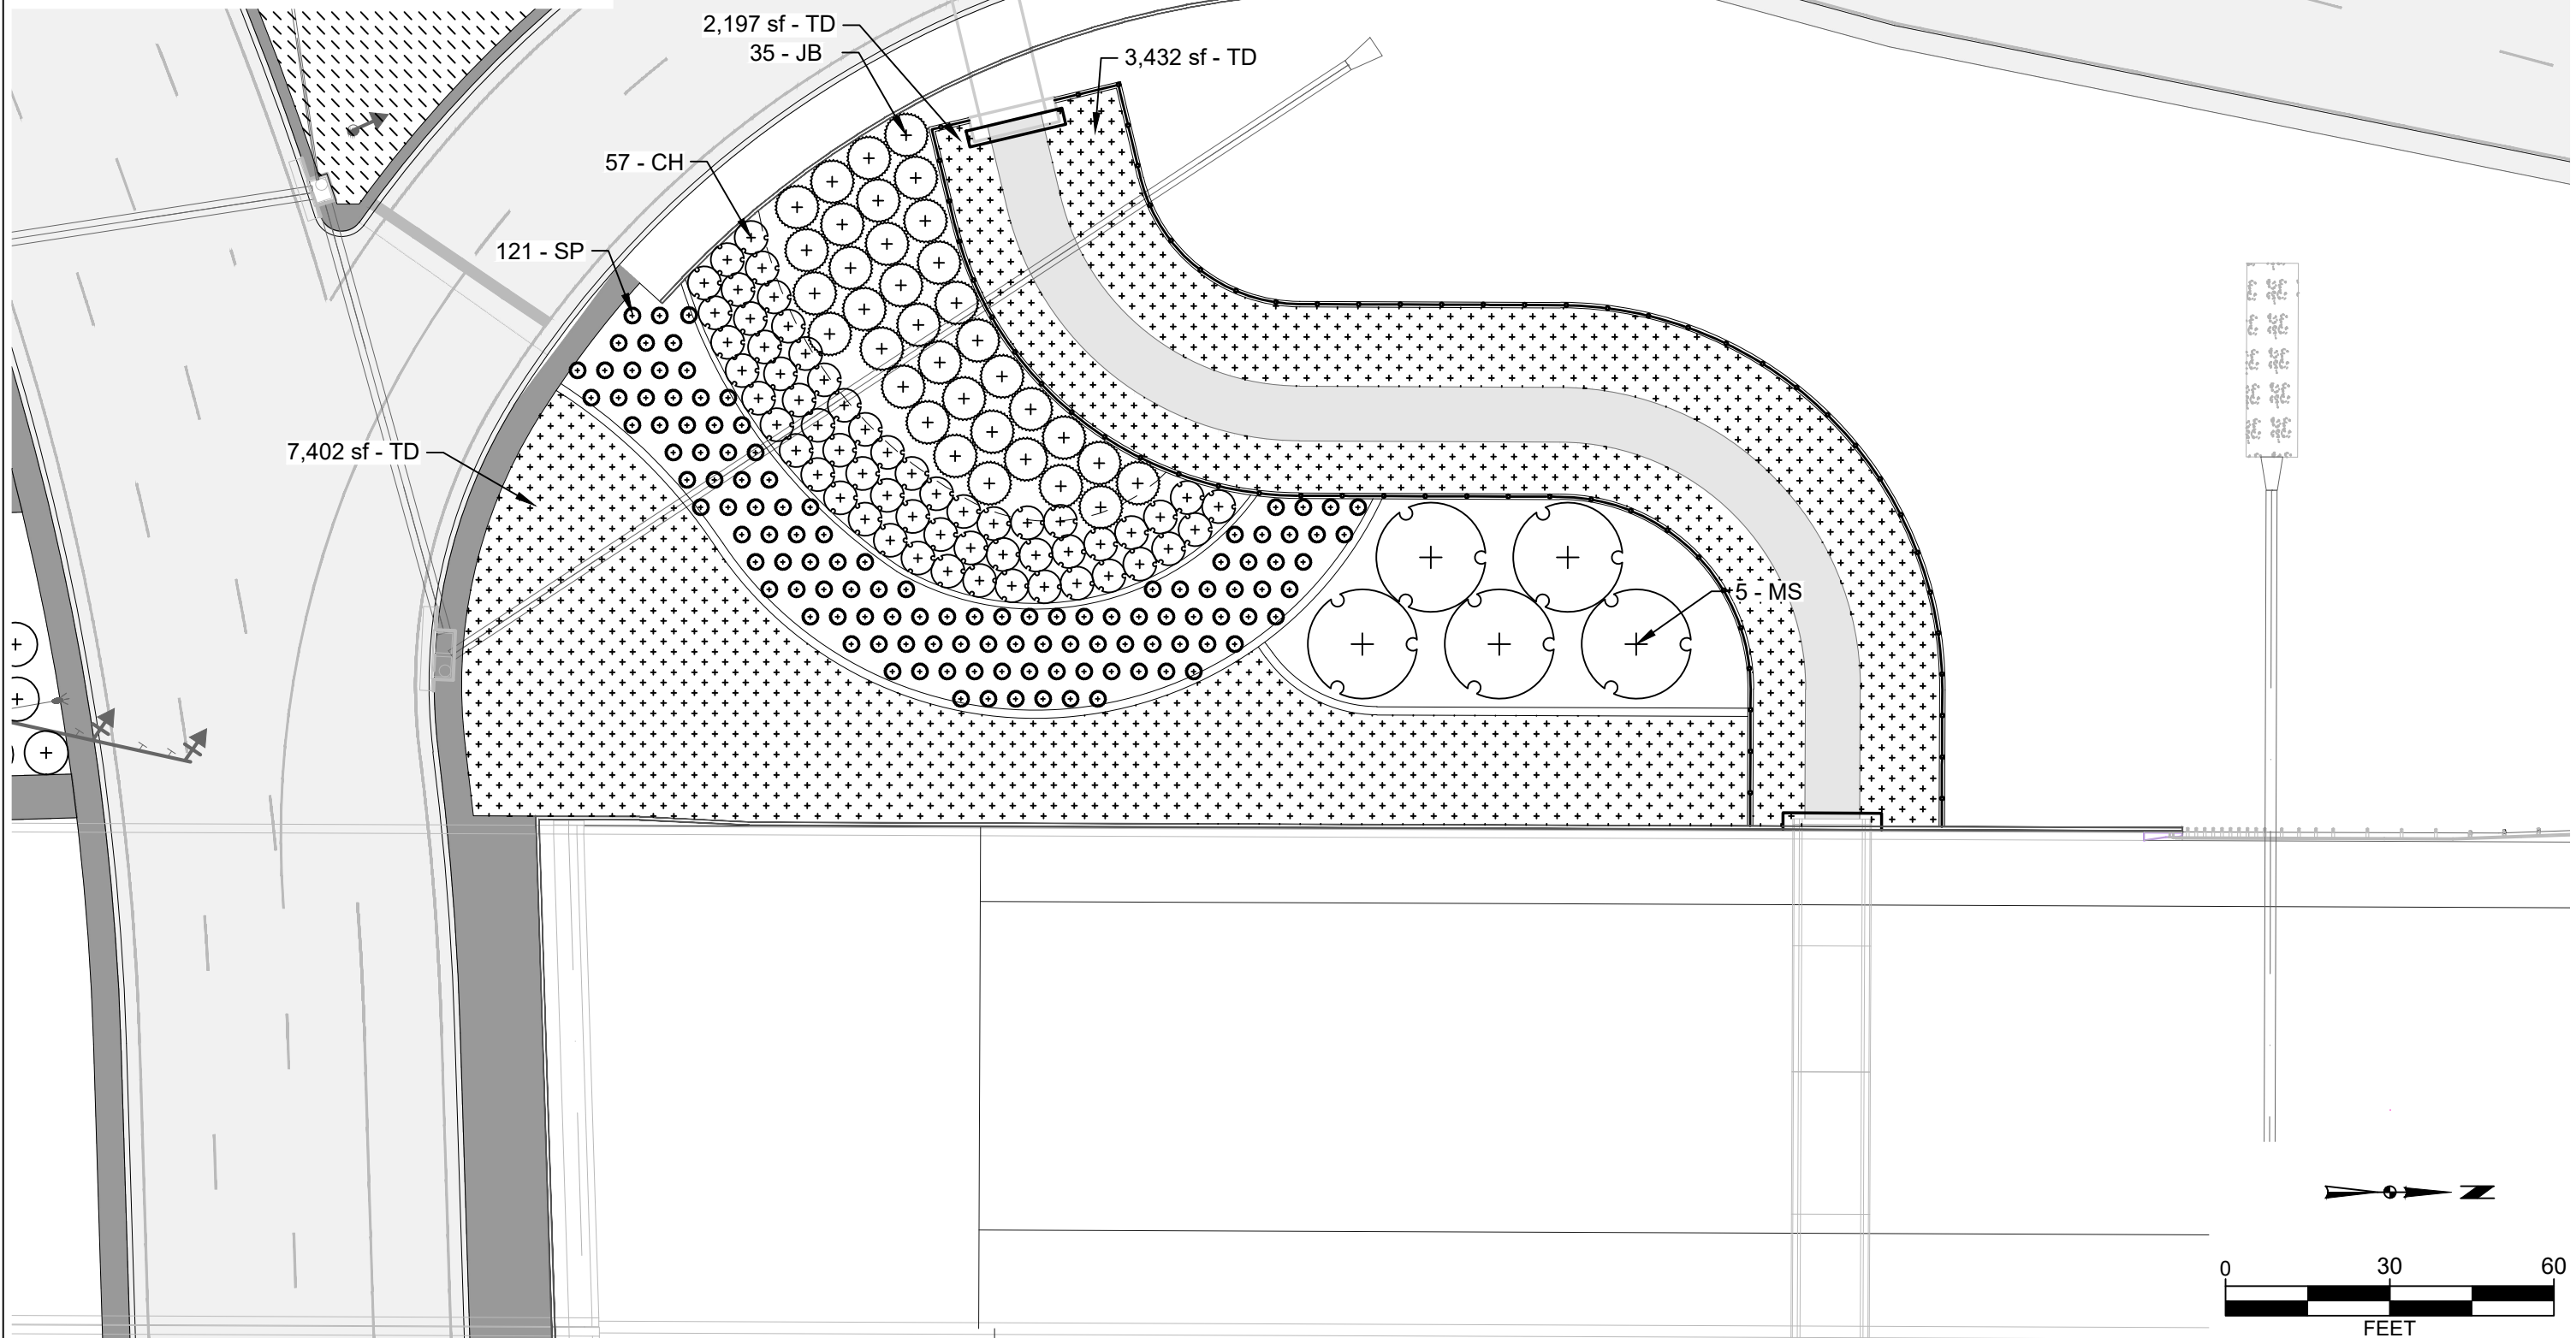 2,197 sf - TD
35 - JB
3,432 sf - TD
57 - CH
121 - SP
7,402 sf - TD
5 - MS
N
0 30 60
FEET